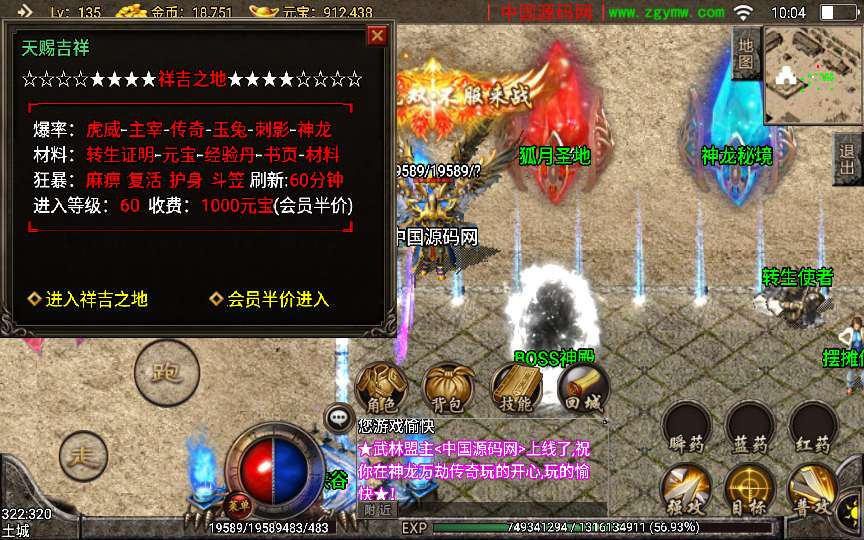 Lv: 135 金币: 18,751 元宝: 912,438 中国源码网 www.zgymw.com 10:04
天赐吉祥
☆☆☆☆★★★★祥吉之地★★★★☆☆☆☆
爆率：虎威-主宰-传奇-玉兔-刺影-神龙
材料：转生证明-元宝-经验丹-书页-材料
狂暴：麻痹 复活 护身 斗笠 刷新:60分钟
进入等级：60 收费：1000元宝(会员半价)
进入祥吉之地 会员半价进入
地图
不服来战
狐月圣地
神龙秘境
退出
9589/19589/?
中国源码网
转生使者
BOSS神殿
摆摊
跑
走
角色 背包 技能 回城
瞬药 蓝药 红药
您游戏愉快
★武林盟主<中国源码网>上线了,祝
你在神龙万劫传奇玩的开心,玩的愉
快★!
附近
谷
菜单
强攻 目标 普攻
322:320
土城
19589/19589483/483
EXP 749341294 / 1316134911 (56.93%)